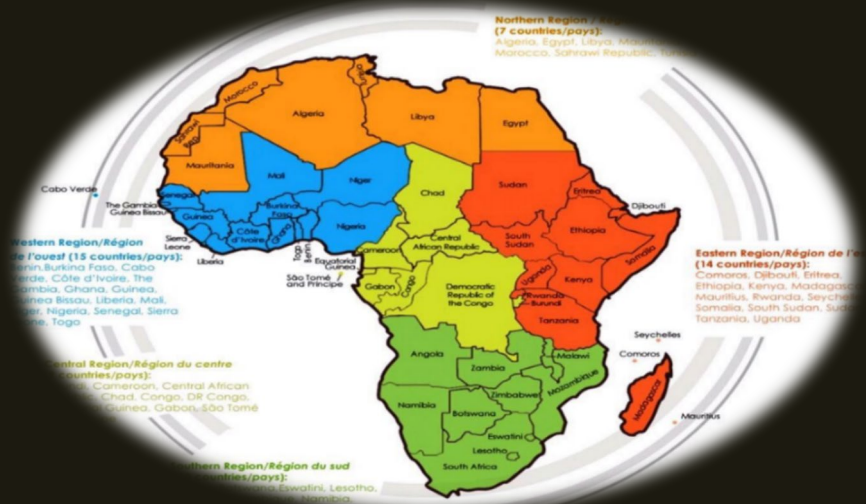 Northern Region /
(7 countries/pays):
Algeria, Egypt, Libya,
Morocco, Sahrawi Republic,
Morocco
Algeria
Libya
Egypt
Sahrawi
Mauritania
Mali
Niger
Chad
Sudan
Eritrea
Cabo Verde
Senegal
The Gambia
Guinea Bissau
Guinea
Burkina
Faso
Djibouti
Nigeria
Côte
d'Ivoire
Ghana
Togo
Benin
Sierra
Leone
Liberia
South
Sudan
Ethiopia
Somalia
Cameroon
Central
African Republic
Equatorial
Guinea
São Tomé
and Príncipe
Gabon
Congo
Democratic
Republic of
the Congo
Uganda
Kenya
Rwanda
Burundi
Tanzania
Seychelles
Comoros
Angola
Zambia
Malawi
Mozambique
Zimbabwe
Namibia
Botswana
Madagascar
Mauritius
Eswatini
Lesotho
South Africa
Western Region/Région
de l'ouest (15 countries/pays):
Benin, Burkina Faso, Cabo
Verde, Côte d'Ivoire, The
Gambia, Ghana, Guinea,
Guinea Bissau, Liberia, Mali,
Niger, Nigeria, Senegal, Sierra
Leone, Togo
Eastern Region/Région de
(14 countries/pays):
Comoros, Djibouti, Eritrea,
Ethiopia, Kenya,
Mauritius, Rwanda,
Somalia, South Sudan,
Tanzania, Uganda
Central Region/Région du centre
countries/pays):
Cameroon, Central African
Chad, Congo, DR Congo,
Guinea, Gabon, São Tomé
Southern Region/Région du sud
countries/pays):
Eswatini, Lesotho,
Namibia,